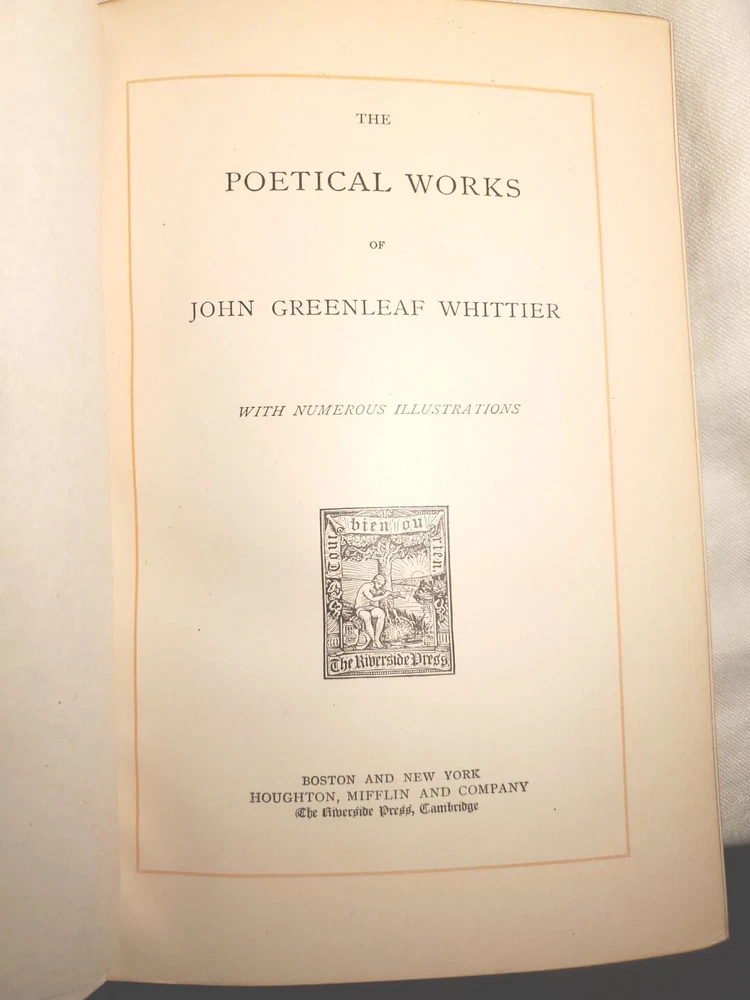 THE
POETICAL WORKS
OF
JOHN GREENLEAF WHITTIER
WITH NUMEROUS ILLUSTRATIONS
Tout bien ou rien.
The Riverside Press
BOSTON AND NEW YORK
HOUGHTON, MIFFLIN AND COMPANY
The Riverside Press, Cambridge